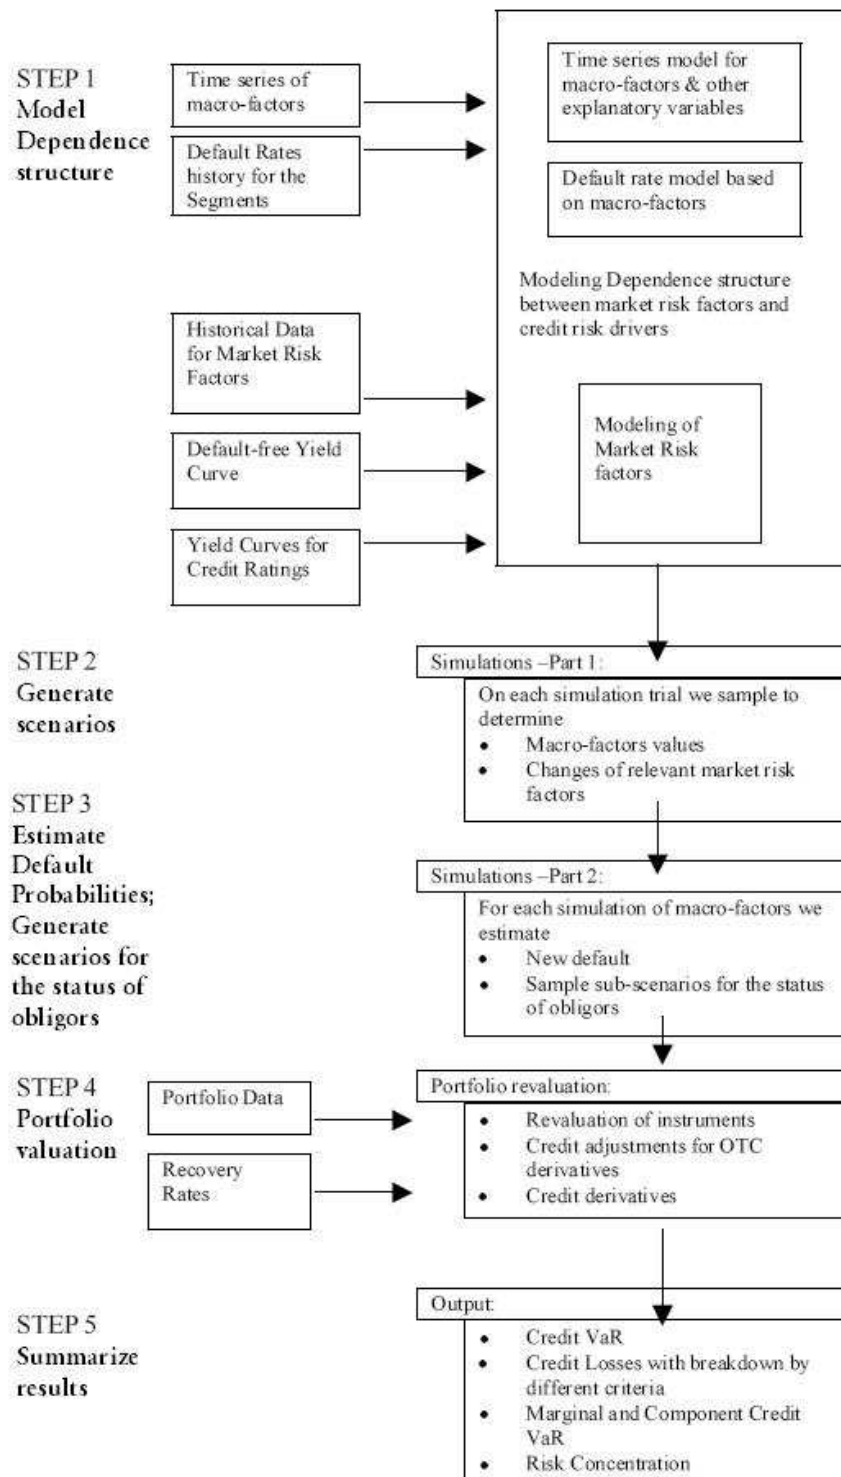 STEP 1
Model
Dependence
structure
Time series of
macro-factors
Default Rates
history for the
Segments
Time series model for
macro-factors & other
explanatory variables
Default rate model based
on macro-factors
Modeling Dependence structure
between market risk factors and
credit risk drivers
Historical Data
for Market Risk
Factors
Default-free Yield
Curve
Yield Curves for
Credit Ratings
Modeling of
Market Risk
factors
STEP 2
Generate
scenarios
Simulations –Part 1:
On each simulation trial we sample to
determine
• Macro-factors values
• Changes of relevant market risk
factors
STEP 3
Estimate
Default
Probabilities;
Generate
scenarios for
the status of
obligors
Simulations –Part 2:
For each simulation of macro-factors we
estimate
• New default
• Sample sub-scenarios for the status
of obligors
STEP 4
Portfolio
valuation
Portfolio Data
Recovery
Rates
Portfolio revaluation:
• Revaluation of instruments
• Credit adjustments for OTC
derivatives
• Credit derivatives
STEP 5
Summarize
results
Output:
• Credit VaR
• Credit Losses with breakdown by
different criteria
• Marginal and Component Credit
VaR
• Risk Concentration